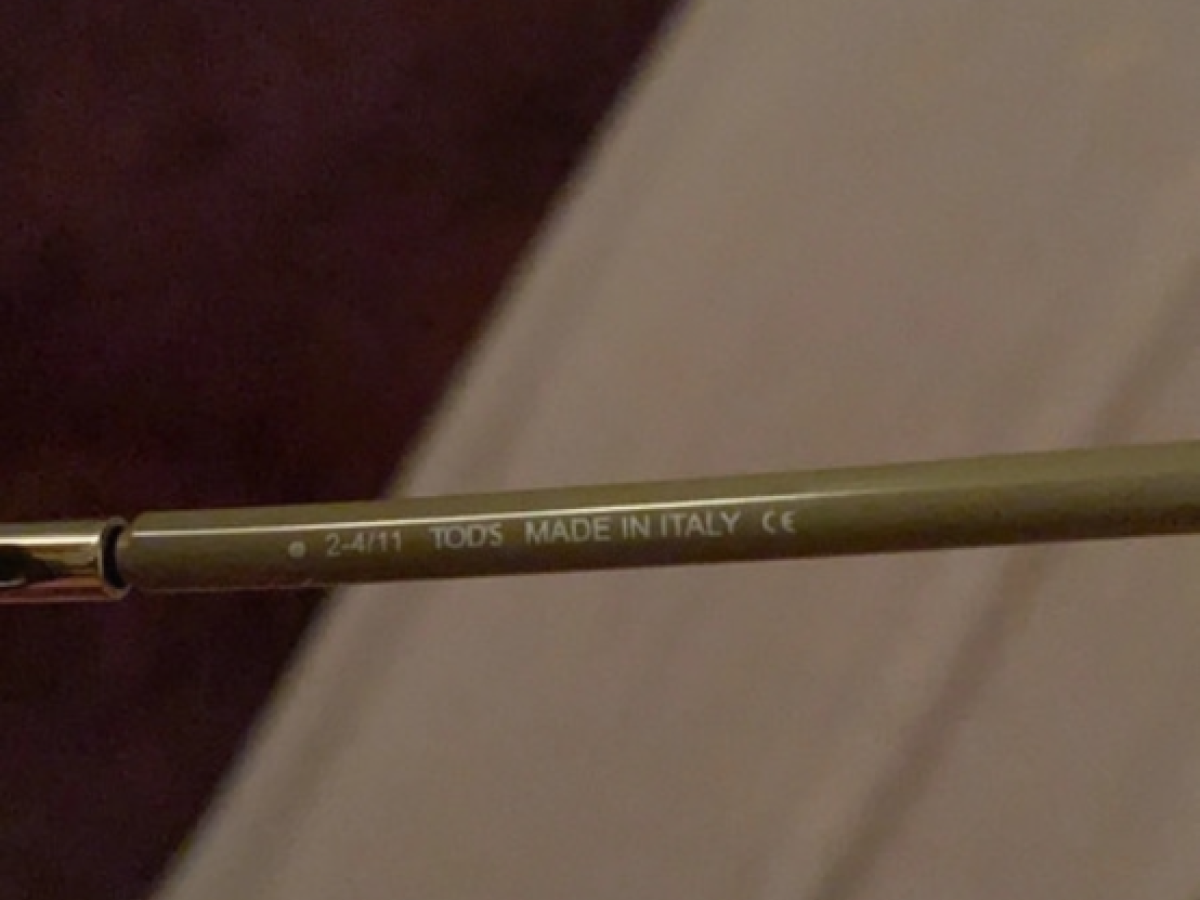 2-4/11 TOD'S MADE IN ITALY CE